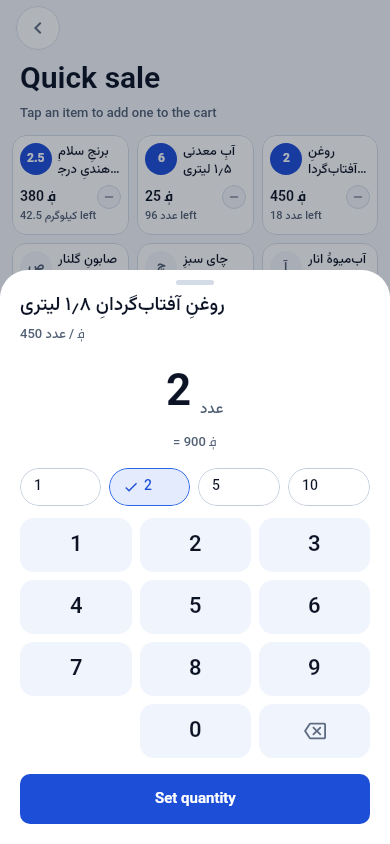 Quick sale
Tap an item to add one to the cart
2.5 برنجِ سلامِ
هندیِ درج…
380 ؋
42.5 کیلوگرم left
6 آبِ معدنی
۱٫۵ لیتری
25 ؋
96 عدد left
2 روغنِ
آفتاب‌گردا…
450 ؋
18 عدد left
ص صابونِ گلنار
چ چای سبزِ
آ آب‌میوهٔ انار
روغنِ آفتاب‌گردانِ ۱٫۸ لیتری
450 ؋ / عدد
2 عدد
= 900 ؋
1
2
5
10
1 2 3
4 5 6
7 8 9
0
Set quantity